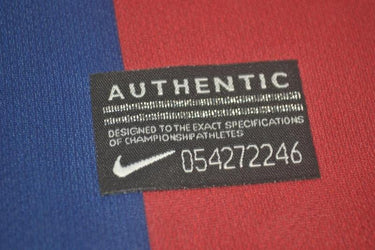 AUTHENTIC
DESIGNED TO THE EXACT SPECIFICATIONS
OF CHAMPIONSHIP ATHLETES
054272246